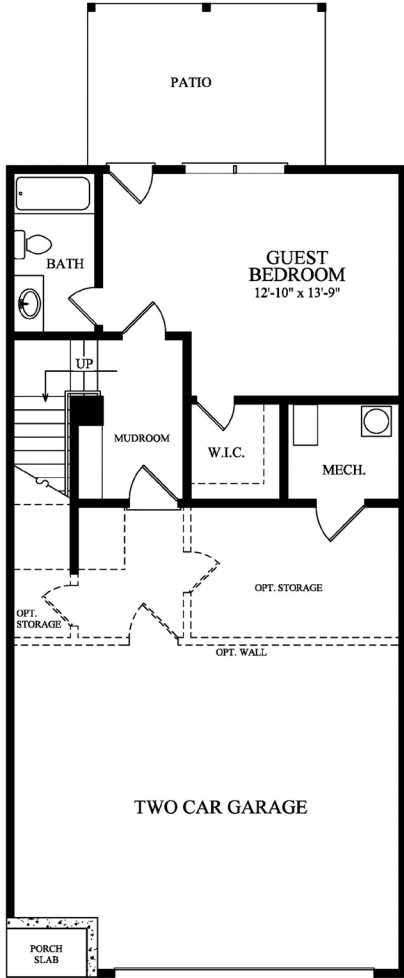 PATIO
BATH
GUEST
BEDROOM
12'-10" x 13'-9"
UP
MUDROOM
W.I.C.
MECH.
OPT. STORAGE
OPT.
STORAGE
OPT. WALL
TWO CAR GARAGE
PORCH
SLAB